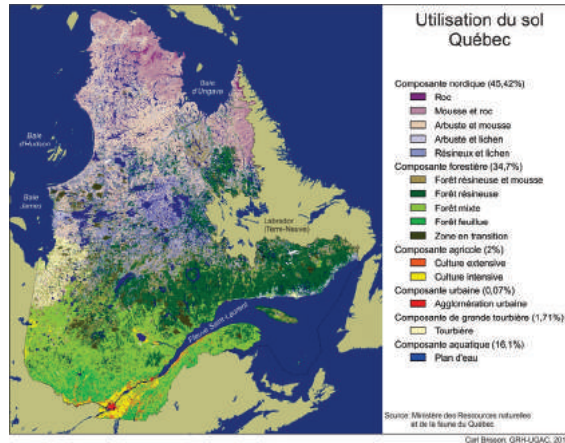 Utilisation du sol
Québec
Baie
d'Ungava
Baie
d'Hudson
Baie
James
Labrador
(Terre-Neuve)
Fleuve Saint-Laurent
Composante nordique (45,42%)
Roc
Mousse et roc
Arbuste et mousse
Arbuste et lichen
Résineux et lichen
Composante forestière (34,7%)
Forêt résineuse et mousse
Forêt résineuse
Forêt mixte
Forêt feuillue
Zone en transition
Composante agricole (2%)
Culture extensive
Culture intensive
Composante urbaine (0,07%)
Agglomération urbaine
Composante de grande tourbière (1,71%)
Tourbière
Composante aquatique (16,1%)
Plan d'eau
Source: Ministère des Ressources naturelles
et de la faune du Québec.
Carl Brisson, GRH-UQAC, 201